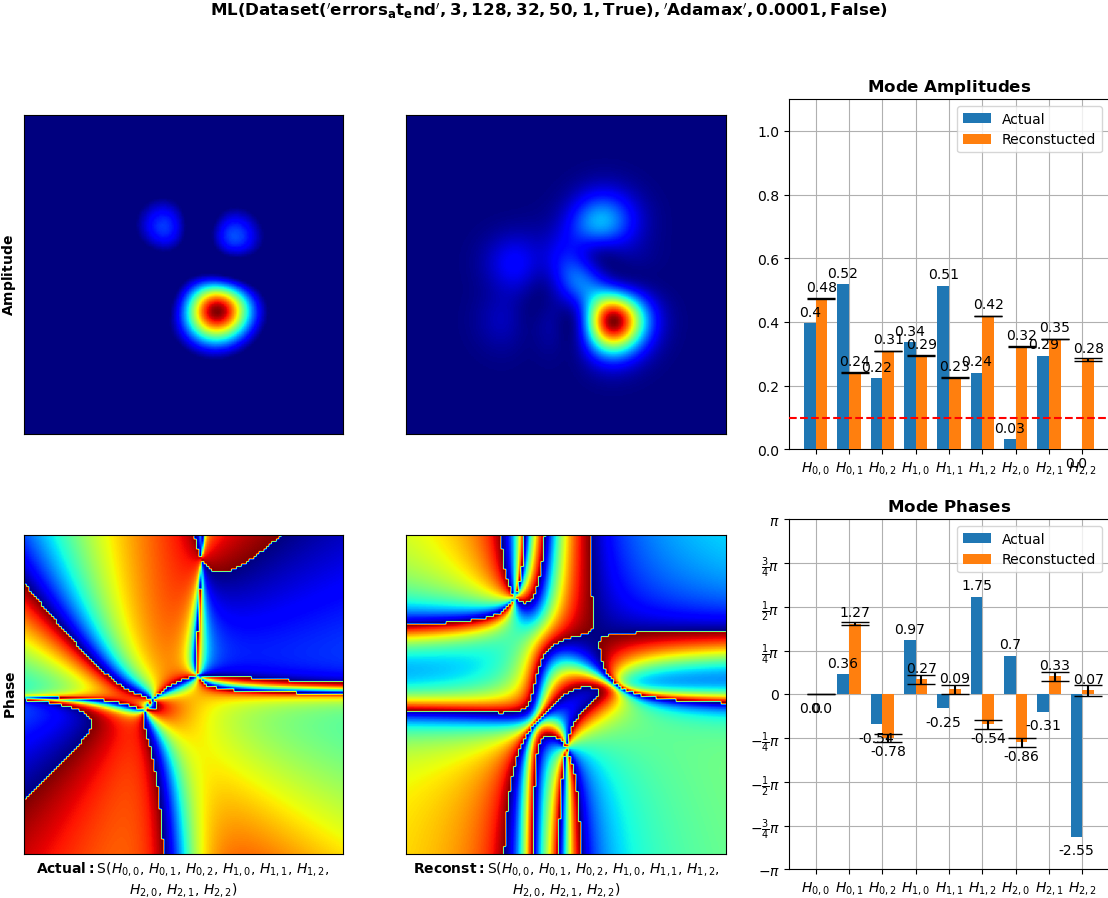 ML(Dataset('errors_at_end', 3, 128, 32, 50, 1, True), 'Adamax', 0.0001, False)
Amplitude
Mode Amplitudes
Actual
Reconstucted
1.0
0.8
0.6
0.4
0.2
0.0
0.4 0.52 0.22 0.34 0.51 0.24 0.03 0.29 0.0
0.48 0.24 0.31 0.29 0.23 0.42 0.32 0.35 0.28
H0,0 H0,1 H0,2 H1,0 H1,1 H1,2 H2,0 H2,1 H2,2
Phase
Actual: S(H0,0, H0,1, H0,2, H1,0, H1,1, H1,2,
H2,0, H2,1, H2,2)
Reconst: S(H0,0, H0,1, H0,2, H1,0, H1,1, H1,2,
H2,0, H2,1, H2,2)
Mode Phases
Actual
Reconstucted
π
3/4π
1/2π
1/4π
0
−1/4π
−1/2π
−3/4π
−π
0.0 0.36 -0.54 0.97 -0.25 1.75 0.7 -0.31 -2.55
0.0 1.27 -0.78 0.27 0.09 -0.54 -0.86 0.33 0.07
H0,0 H0,1 H0,2 H1,0 H1,1 H1,2 H2,0 H2,1 H2,2